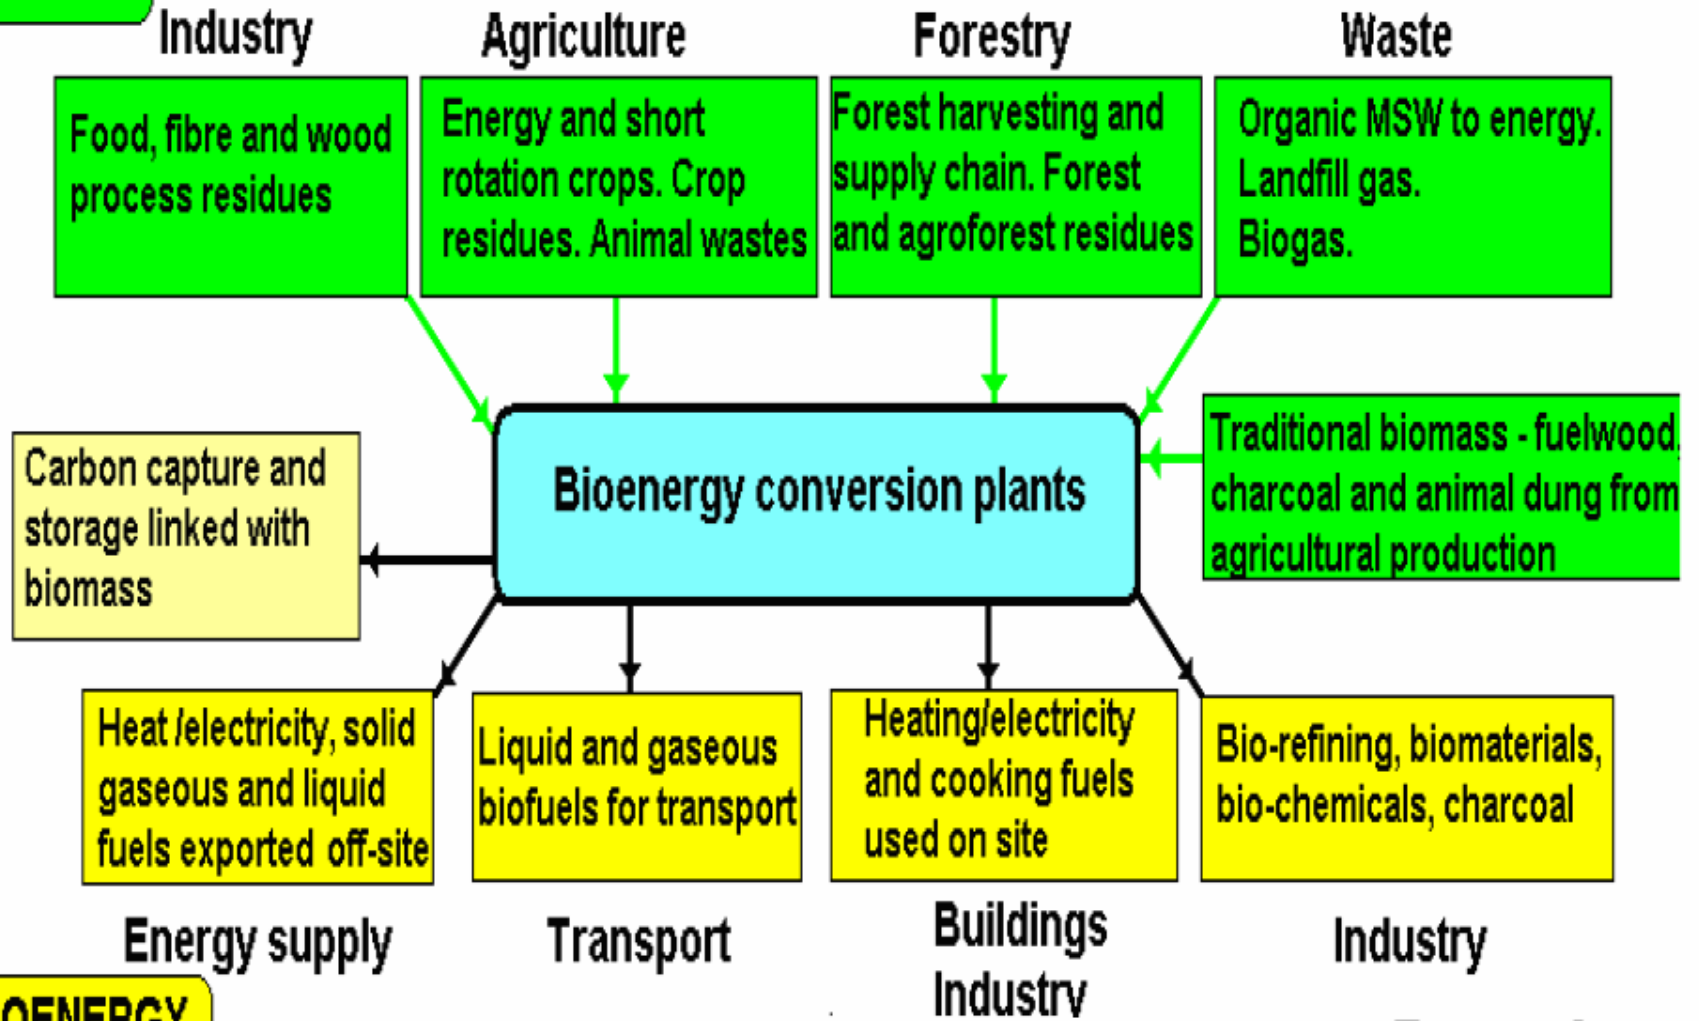 Industry
Agriculture
Forestry
Waste
Food, fibre and wood
process residues
Energy and short
rotation crops. Crop
residues. Animal wastes
Forest harvesting and
supply chain. Forest
and agroforest residues
Organic MSW to energy.
Landfill gas.
Biogas.
Carbon capture and
storage linked with
biomass
Bioenergy conversion plants
Traditional biomass - fuelwood,
charcoal and animal dung from
agricultural production
Heat /electricity, solid
gaseous and liquid
fuels exported off-site
Liquid and gaseous
biofuels for transport
Heating/electricity
and cooking fuels
used on site
Bio-refining, biomaterials,
bio-chemicals, charcoal
Energy supply
Transport
Buildings
Industry
Industry
OENERGY